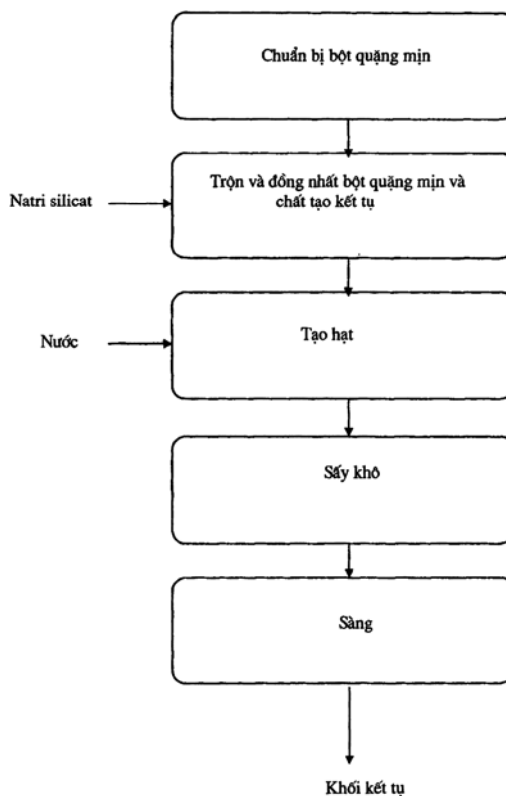 Chuẩn bị bột quặng mịn
Trộn và đồng nhất bột quặng mịn và
chất tạo kết tụ
Natri silicat
Tạo hạt
Nước
Sấy khô
Sàng
Khối kết tụ